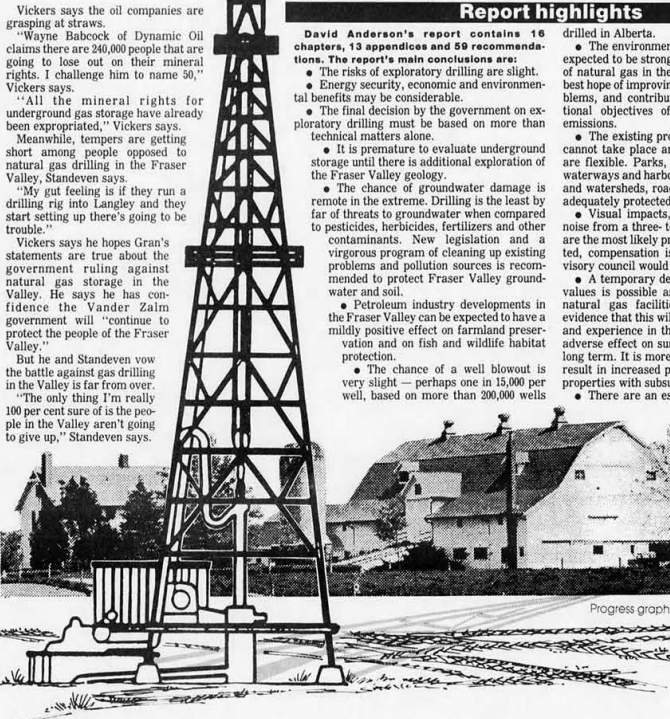 Vickers says the oil companies are
grasping at straws.
"Wayne Babcock of Dynamic Oil
claims there are 240,000 people that are
going to lose out on their mineral
rights. I challenge him to name 50,"
Vickers says.
"All the mineral rights for
underground gas storage have already
been expropriated," Vickers says.
Meanwhile, tempers are getting
short among people opposed to
natural gas drilling in the Fraser
Valley, Standeven says.
"My gut feeling is if they run a
drilling rig into Langley and they
start setting up there's going to be
trouble."
Vickers says he hopes Gran's
statements are true about the
government ruling against
natural gas storage in the
Valley. He says he has con-
fidence the Vander Zalm
government will "continue to
protect the people of the Fraser
Valley."
But he and Standeven vow
the battle against gas drilling
in the Valley is far from over.
"The only thing I'm really
100 per cent sure of is the peo-
ple in the Valley aren't going
to give up," Standeven says.
Report highlights
David Anderson's report contains 16
chapters, 13 appendices and 59 recommenda-
tions. The report's main conclusions are:
● The risks of exploratory drilling are slight.
● Energy security, economic and environmen-
tal benefits may be considerable.
● The final decision by the government on ex-
ploratory drilling must be based on more than
technical matters alone.
● It is premature to evaluate underground
storage until there is additional exploration of
the Fraser Valley geology.
● The chance of groundwater damage is
remote in the extreme. Drilling is the least by
far of threats to groundwater when compared
to pesticides, herbicides, fertilizers and other
contaminants. New legislation and a
virgorous program of cleaning up existing
problems and pollution sources is recom-
mended to protect Fraser Valley ground-
water and soil.
● Petroleum industry developments in
the Fraser Valley can be expected to have a
mildly positive effect on farmland preser-
vation and on fish and wildlife habitat
protection.
● The chance of a well blowout is
very slight — perhaps one in 15,000 per
well, based on more than 200,000 wells
drilled in Alberta.
● The environmen
expected to be strong
of natural gas in the
best hope of improvin
blems, and contribu
tional objectives of
emissions.
● The existing pro
cannot take place an
are flexible. Parks,
waterways and harbo
and watersheds, roa
adequately protected
● Visual impacts,
noise from a three- t
are the most likely pr
ted, compensation is
visory council would
● A temporary de
values is possible a
natural gas faciliti
evidence that this wil
and experience in th
adverse effect on su
long term. It is more
result in increased p
properties with subsu
● There are an es
Progress graph